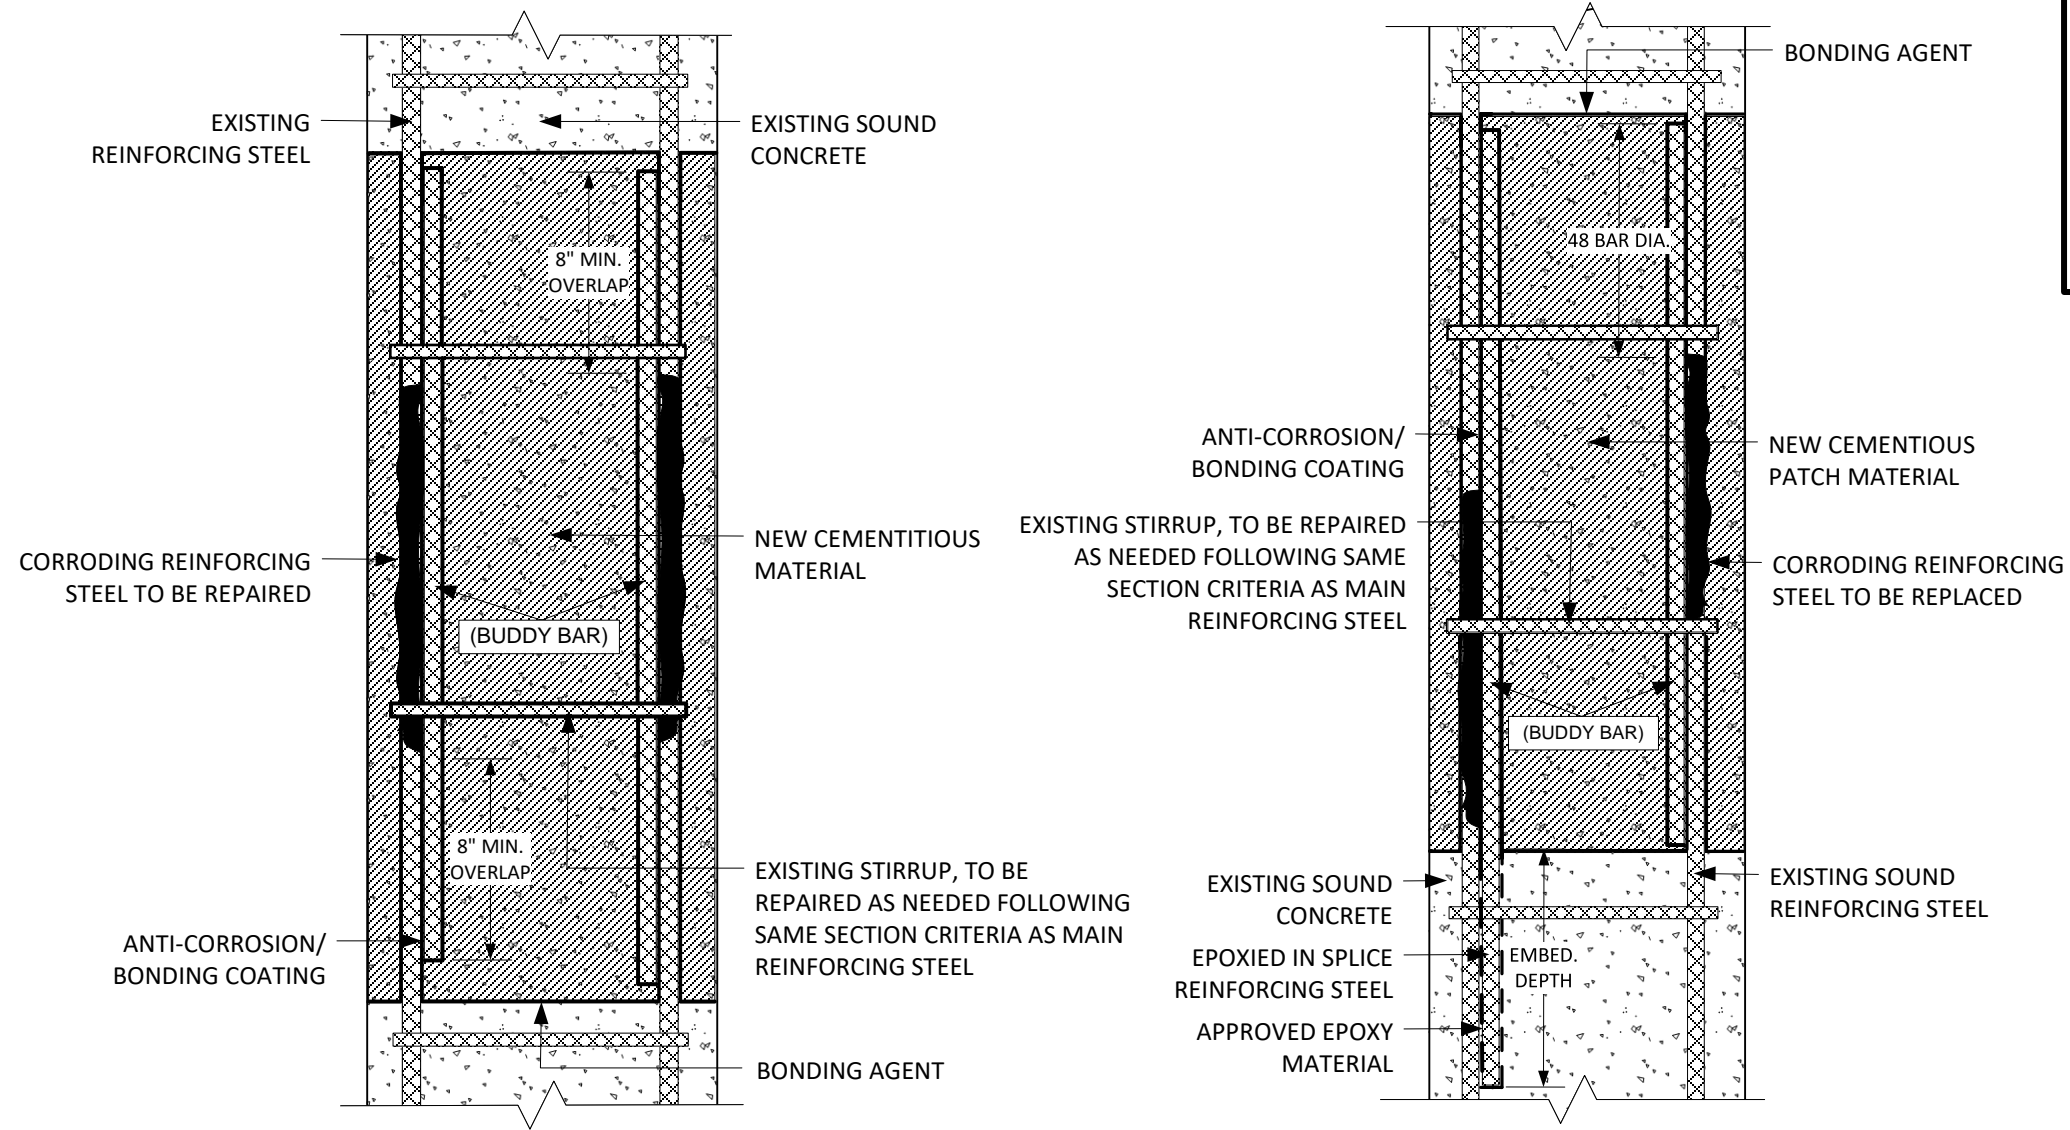 EXISTING
REINFORCING STEEL
EXISTING SOUND
CONCRETE
8" MIN.
OVERLAP
CORRODING REINFORCING
STEEL TO BE REPAIRED
NEW CEMENTITIOUS
MATERIAL
(BUDDY BAR)
8" MIN.
OVERLAP
EXISTING STIRRUP, TO BE
REPAIRED AS NEEDED FOLLOWING
SAME SECTION CRITERIA AS MAIN
REINFORCING STEEL
ANTI-CORROSION/
BONDING COATING
BONDING AGENT
BONDING AGENT
48 BAR DIA.
ANTI-CORROSION/
BONDING COATING
NEW CEMENTIOUS
PATCH MATERIAL
EXISTING STIRRUP, TO BE REPAIRED
AS NEEDED FOLLOWING SAME
SECTION CRITERIA AS MAIN
REINFORCING STEEL
CORRODING REINFORCING
STEEL TO BE REPLACED
(BUDDY BAR)
EXISTING SOUND
CONCRETE
EXISTING SOUND
REINFORCING STEEL
EPOXIED IN SPLICE
REINFORCING STEEL
EMBED.
DEPTH
APPROVED EPOXY
MATERIAL